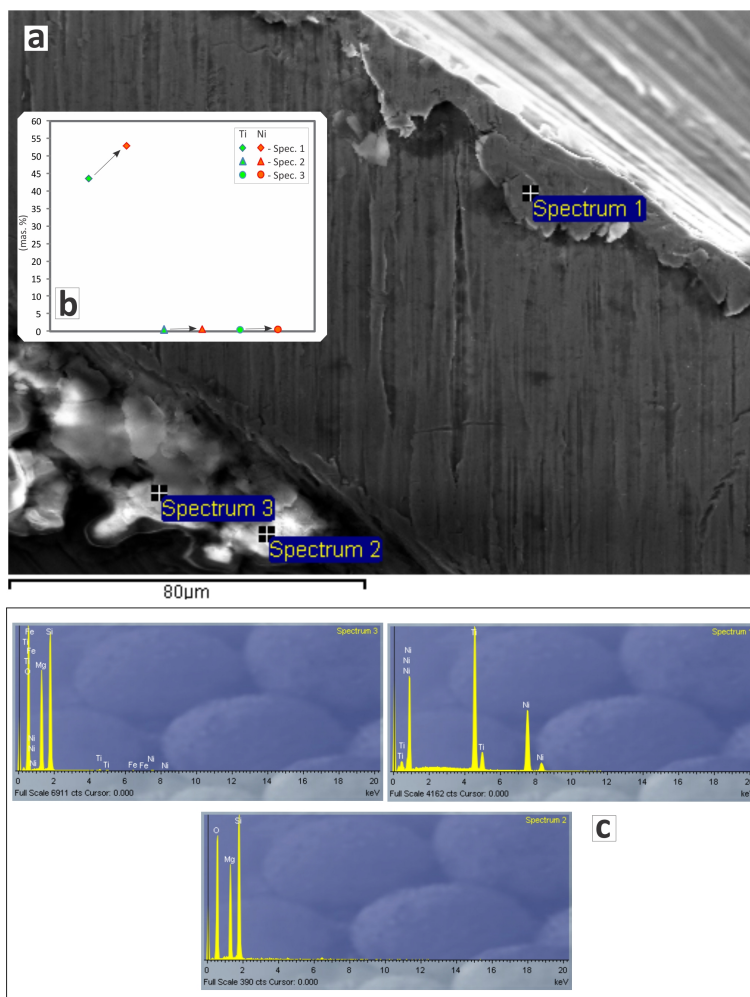 a
60
55
50
45
40
35
30
25
20
15
10
5
0
(mas. %)
Ti Ni
- Spec. 1
- Spec. 2
- Spec. 3
b
Spectrum 1
Spectrum 3
Spectrum 2
80µm
Spectrum 3
Fe
Ti
Fe
Ti
O
Mg
Si
Ni
Ni
Ni
Ti
Ti
Fe
Fe
Ni
Ni
0 2 4 6 8 10 12 14 16 18 20
Full Scale 6911 cts Cursor: 0.000 keV
Spectrum
Ni
Ni
Ni
Ti
Ti
Ti
Ti
Ni
Ni
0 2 4 6 8 10 12 14 16 18 20
Full Scale 4162 cts Cursor: 0.000 keV
Spectrum 2
O
Mg
Si
0 2 4 6 8 10 12 14 16 18 20
Full Scale 390 cts Cursor: 0.000 keV
c